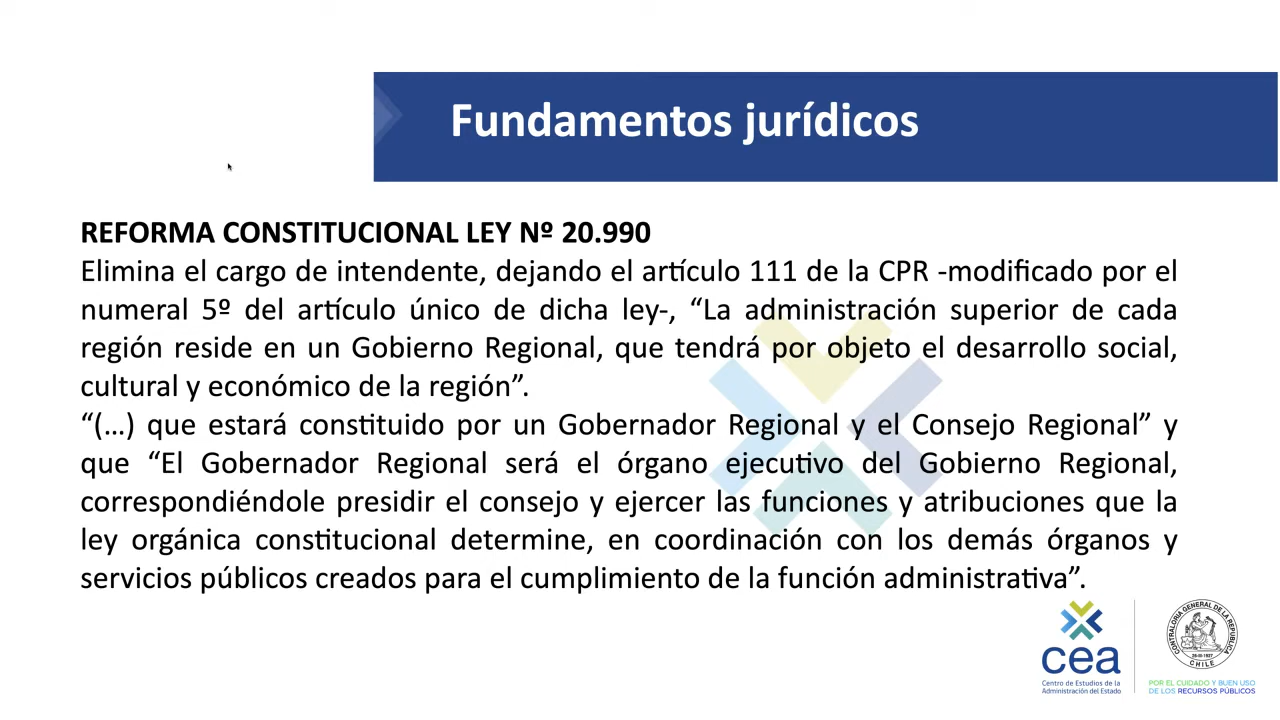 Fundamentos jurídicos
REFORMA CONSTITUCIONAL LEY Nº 20.990
Elimina el cargo de intendente, dejando el artículo 111 de la CPR -modificado por el
numeral 5º del artículo único de dicha ley-, “La administración superior de cada
región reside en un Gobierno Regional, que tendrá por objeto el desarrollo social,
cultural y económico de la región”.
“(…) que estará constituido por un Gobernador Regional y el Consejo Regional” y
que “El Gobernador Regional será el órgano ejecutivo del Gobierno Regional,
correspondiéndole presidir el consejo y ejercer las funciones y atribuciones que la
ley orgánica constitucional determine, en coordinación con los demás órganos y
servicios públicos creados para el cumplimiento de la función administrativa”.
cea
Centro de Estudios de la
Administración del Estado
CONTRALORIA GENERAL DE LA REPUBLICA
26-III-1927
CHILE
POR EL CUIDADO Y BUEN USO
DE LOS RECURSOS PÚBLICOS